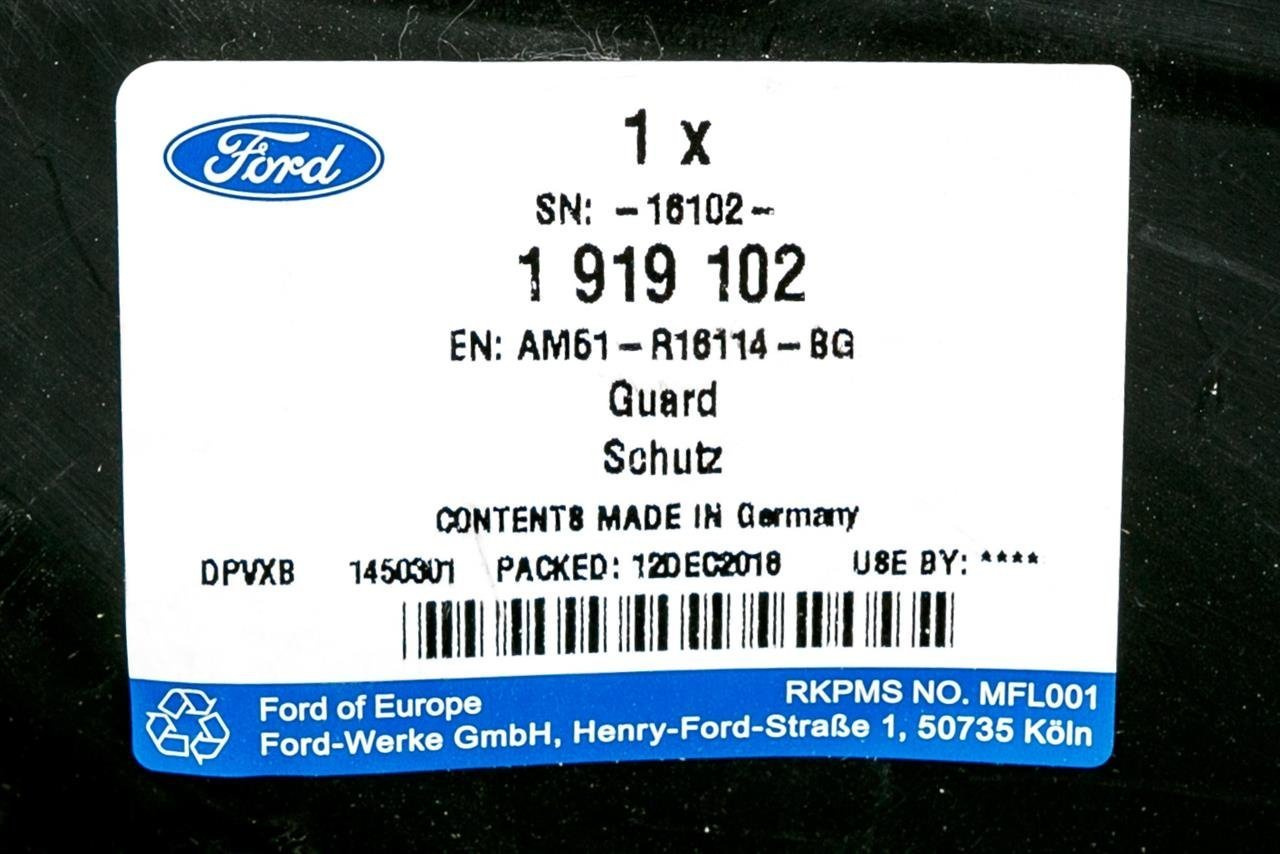 Ford
1 x
SN: -16102-
1 919 102
EN: AM51-R16114-BG
Guard
Schutz
CONTENTS MADE IN Germany
DPVXB 1450301 PACKED: 12DEC2018 USE BY: ****
RKPMS NO. MFL001
Ford of Europe
Ford-Werke GmbH, Henry-Ford-Straße 1, 50735 Köln